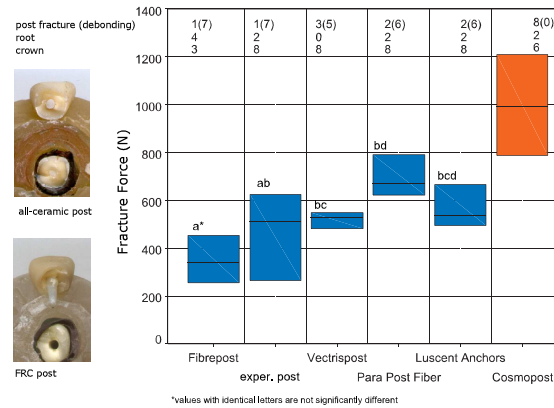 post fracture (debonding) 1(7) 1(7) 3(5) 2(6) 2(6) 8(0)
root 4 2 0 2 2 2
crown 3 8 8 8 8 6
1400
1200
1000
800
600
400
200
0
Fracture Force (N)
a*
ab
bc
bd
bcd
all-ceramic post
FRC post
Fibrepost Vectrispost Luscent Anchors
exper. post Para Post Fiber Cosmopost
*values with identical letters are not significantly different